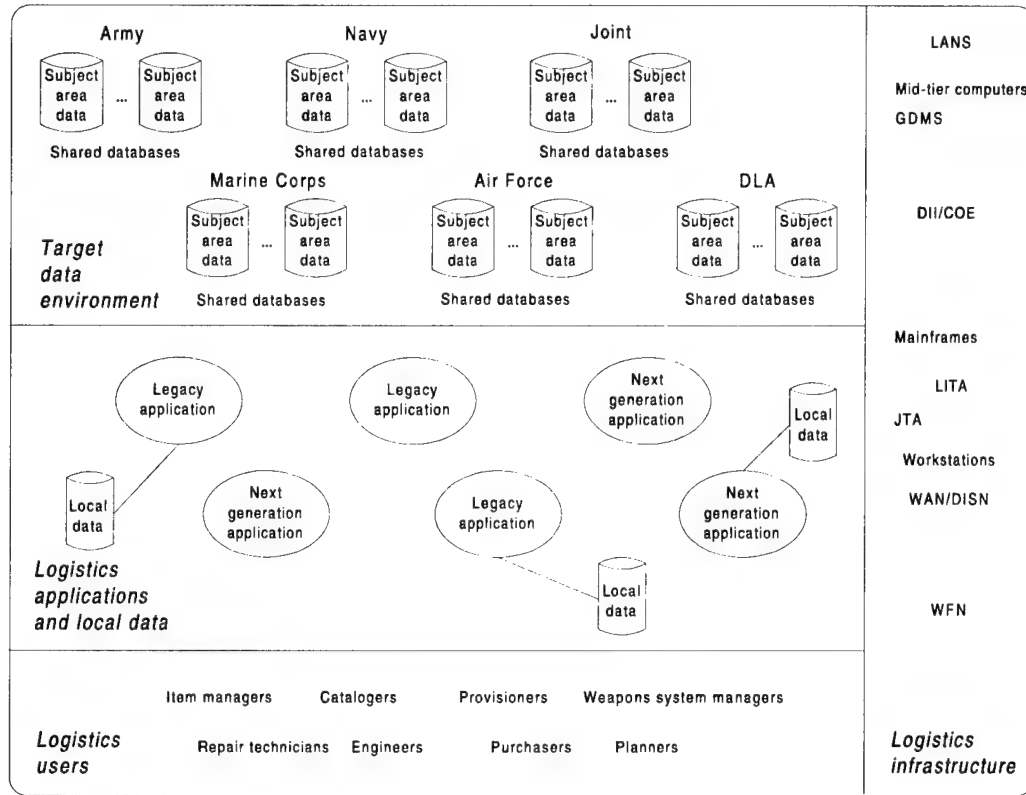 Army
Navy
Joint
Subject area data
...
Subject area data
Subject area data
...
Subject area data
Subject area data
...
Subject area data
Shared databases
Shared databases
Shared databases
Marine Corps
Air Force
DLA
Subject area data
...
Subject area data
Subject area data
...
Subject area data
Subject area data
...
Subject area data
Shared databases
Shared databases
Shared databases
Target
data
environment
Legacy
application
Legacy
application
Next
generation
application
Local
data
Local
data
Next
generation
application
Legacy
application
Next
generation
application
Local
data
Logistics
applications
and local data
Item managers
Catalogers
Provisioners
Weapons system managers
Repair technicians
Engineers
Purchasers
Planners
Logistics
users
LANS
Mid-tier computers
GDMS
DII/COE
Mainframes
LITA
JTA
Workstations
WAN/DISN
WFN
Logistics
infrastructure